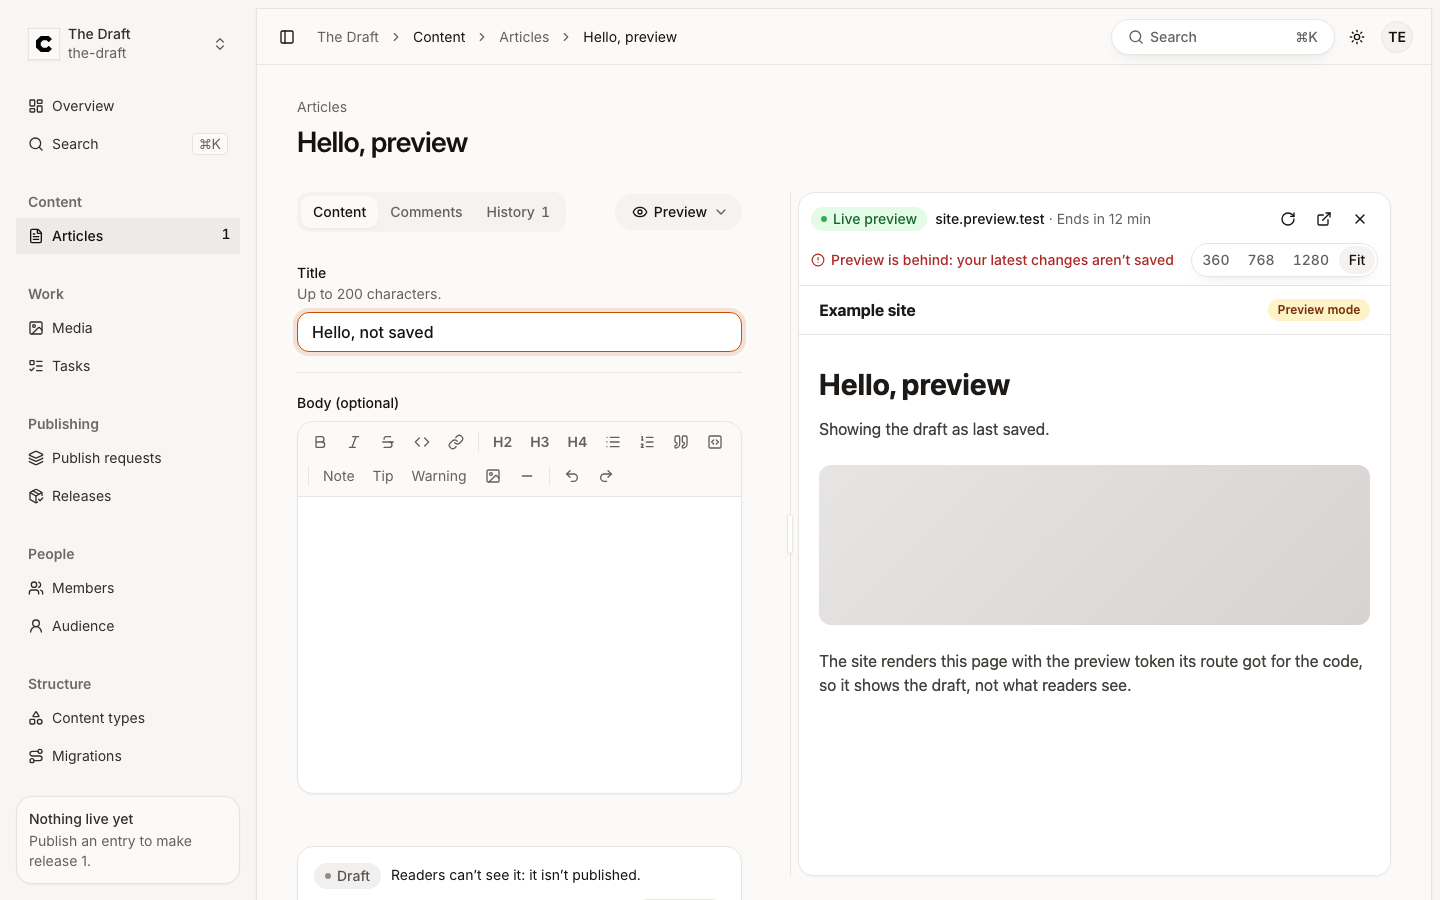 The Draft
the-draft
Overview
Search ⌘K
Content
Articles 1
Work
Media
Tasks
Publishing
Publish requests
Releases
People
Members
Audience
Structure
Content types
Migrations
Nothing live yet
Publish an entry to make
release 1.
The Draft > Content > Articles > Hello, preview
Search ⌘K
TE
Articles
Hello, preview
Content Comments History 1
Preview
Title
Up to 200 characters.
Hello, not saved
Body (optional)
H2 H3 H4
Note Tip Warning
Draft Readers can’t see it: it isn’t published.
Live preview site.preview.test · Ends in 12 min
Preview is behind: your latest changes aren’t saved
360 768 1280 Fit
Example site Preview mode
Hello, preview
Showing the draft as last saved.
The site renders this page with the preview token its route got for the code,
so it shows the draft, not what readers see.